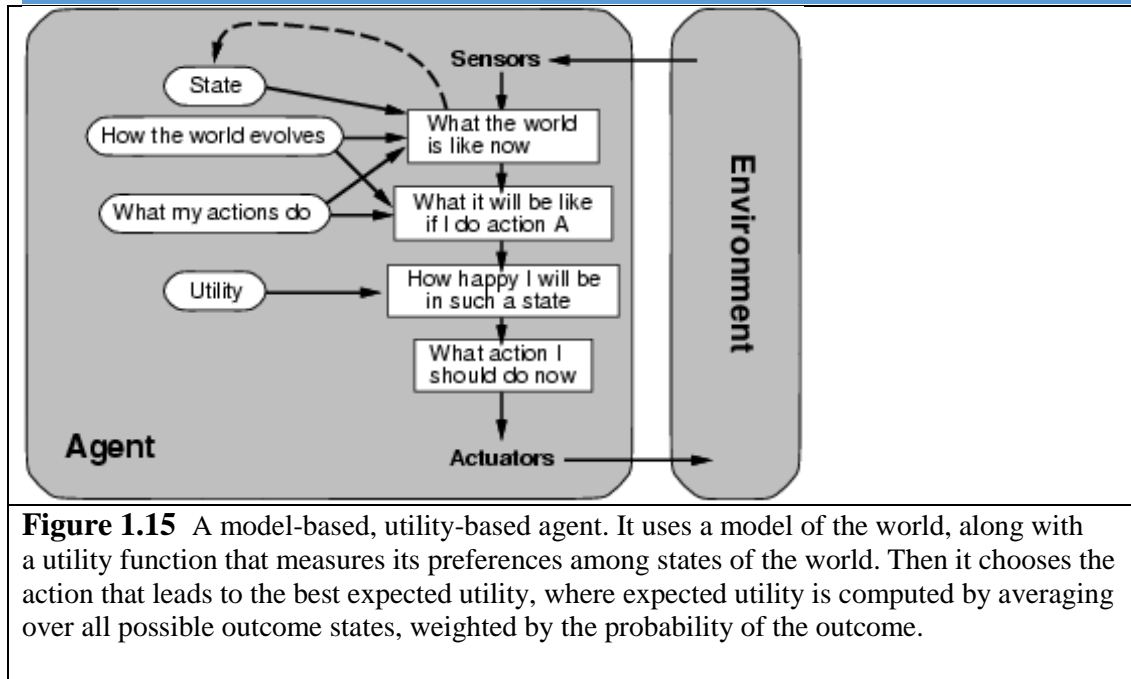 Sensors
State
What the world
is like now
How the world evolves
What it will be like
if I do action A
What my actions do
How happy I will be
in such a state
Utility
What action I
should do now
Agent
Actuators
Environment
Figure 1.15 A model-based, utility-based agent. It uses a model of the world, along with
a utility function that measures its preferences among states of the world. Then it chooses the
action that leads to the best expected utility, where expected utility is computed by averaging
over all possible outcome states, weighted by the probability of the outcome.